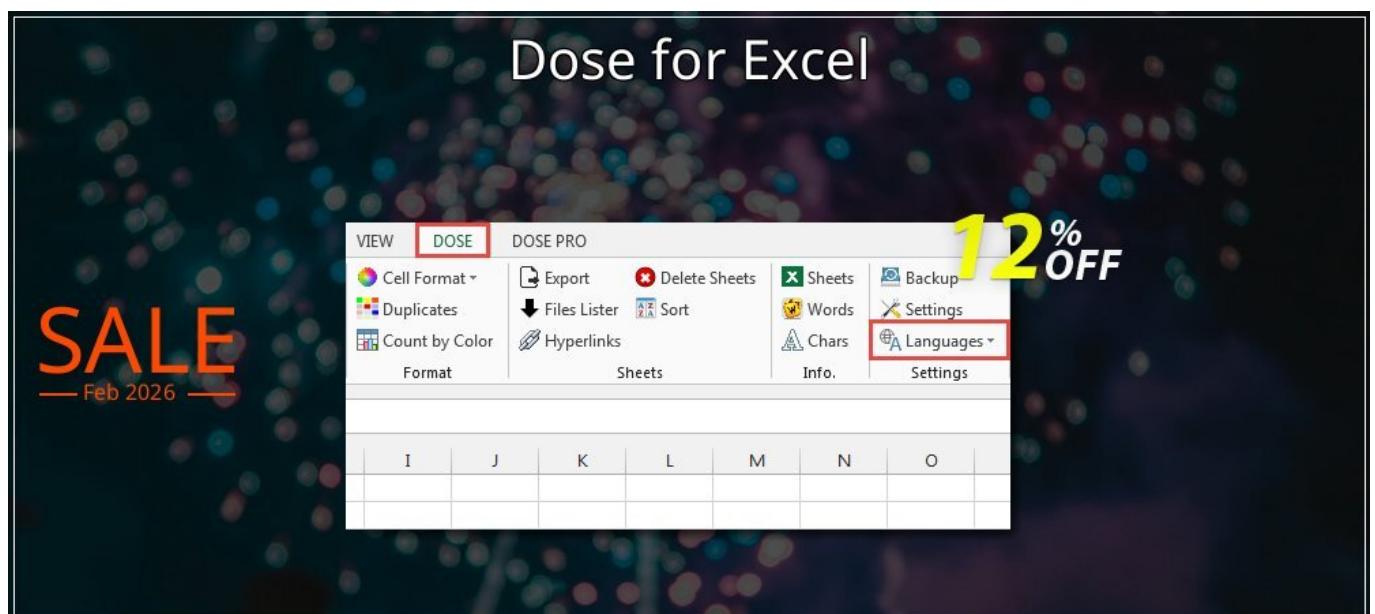 Dose for Excel
12% OFF
SALE
Feb 2026
VIEW DOSE DOSE PRO
Cell Format Export Delete Sheets Sheets Backup
Duplicates Files Lister Sort Words Settings
Count by Color Hyperlinks Chars Languages
Format Sheets Info. Settings
I J K L M N O